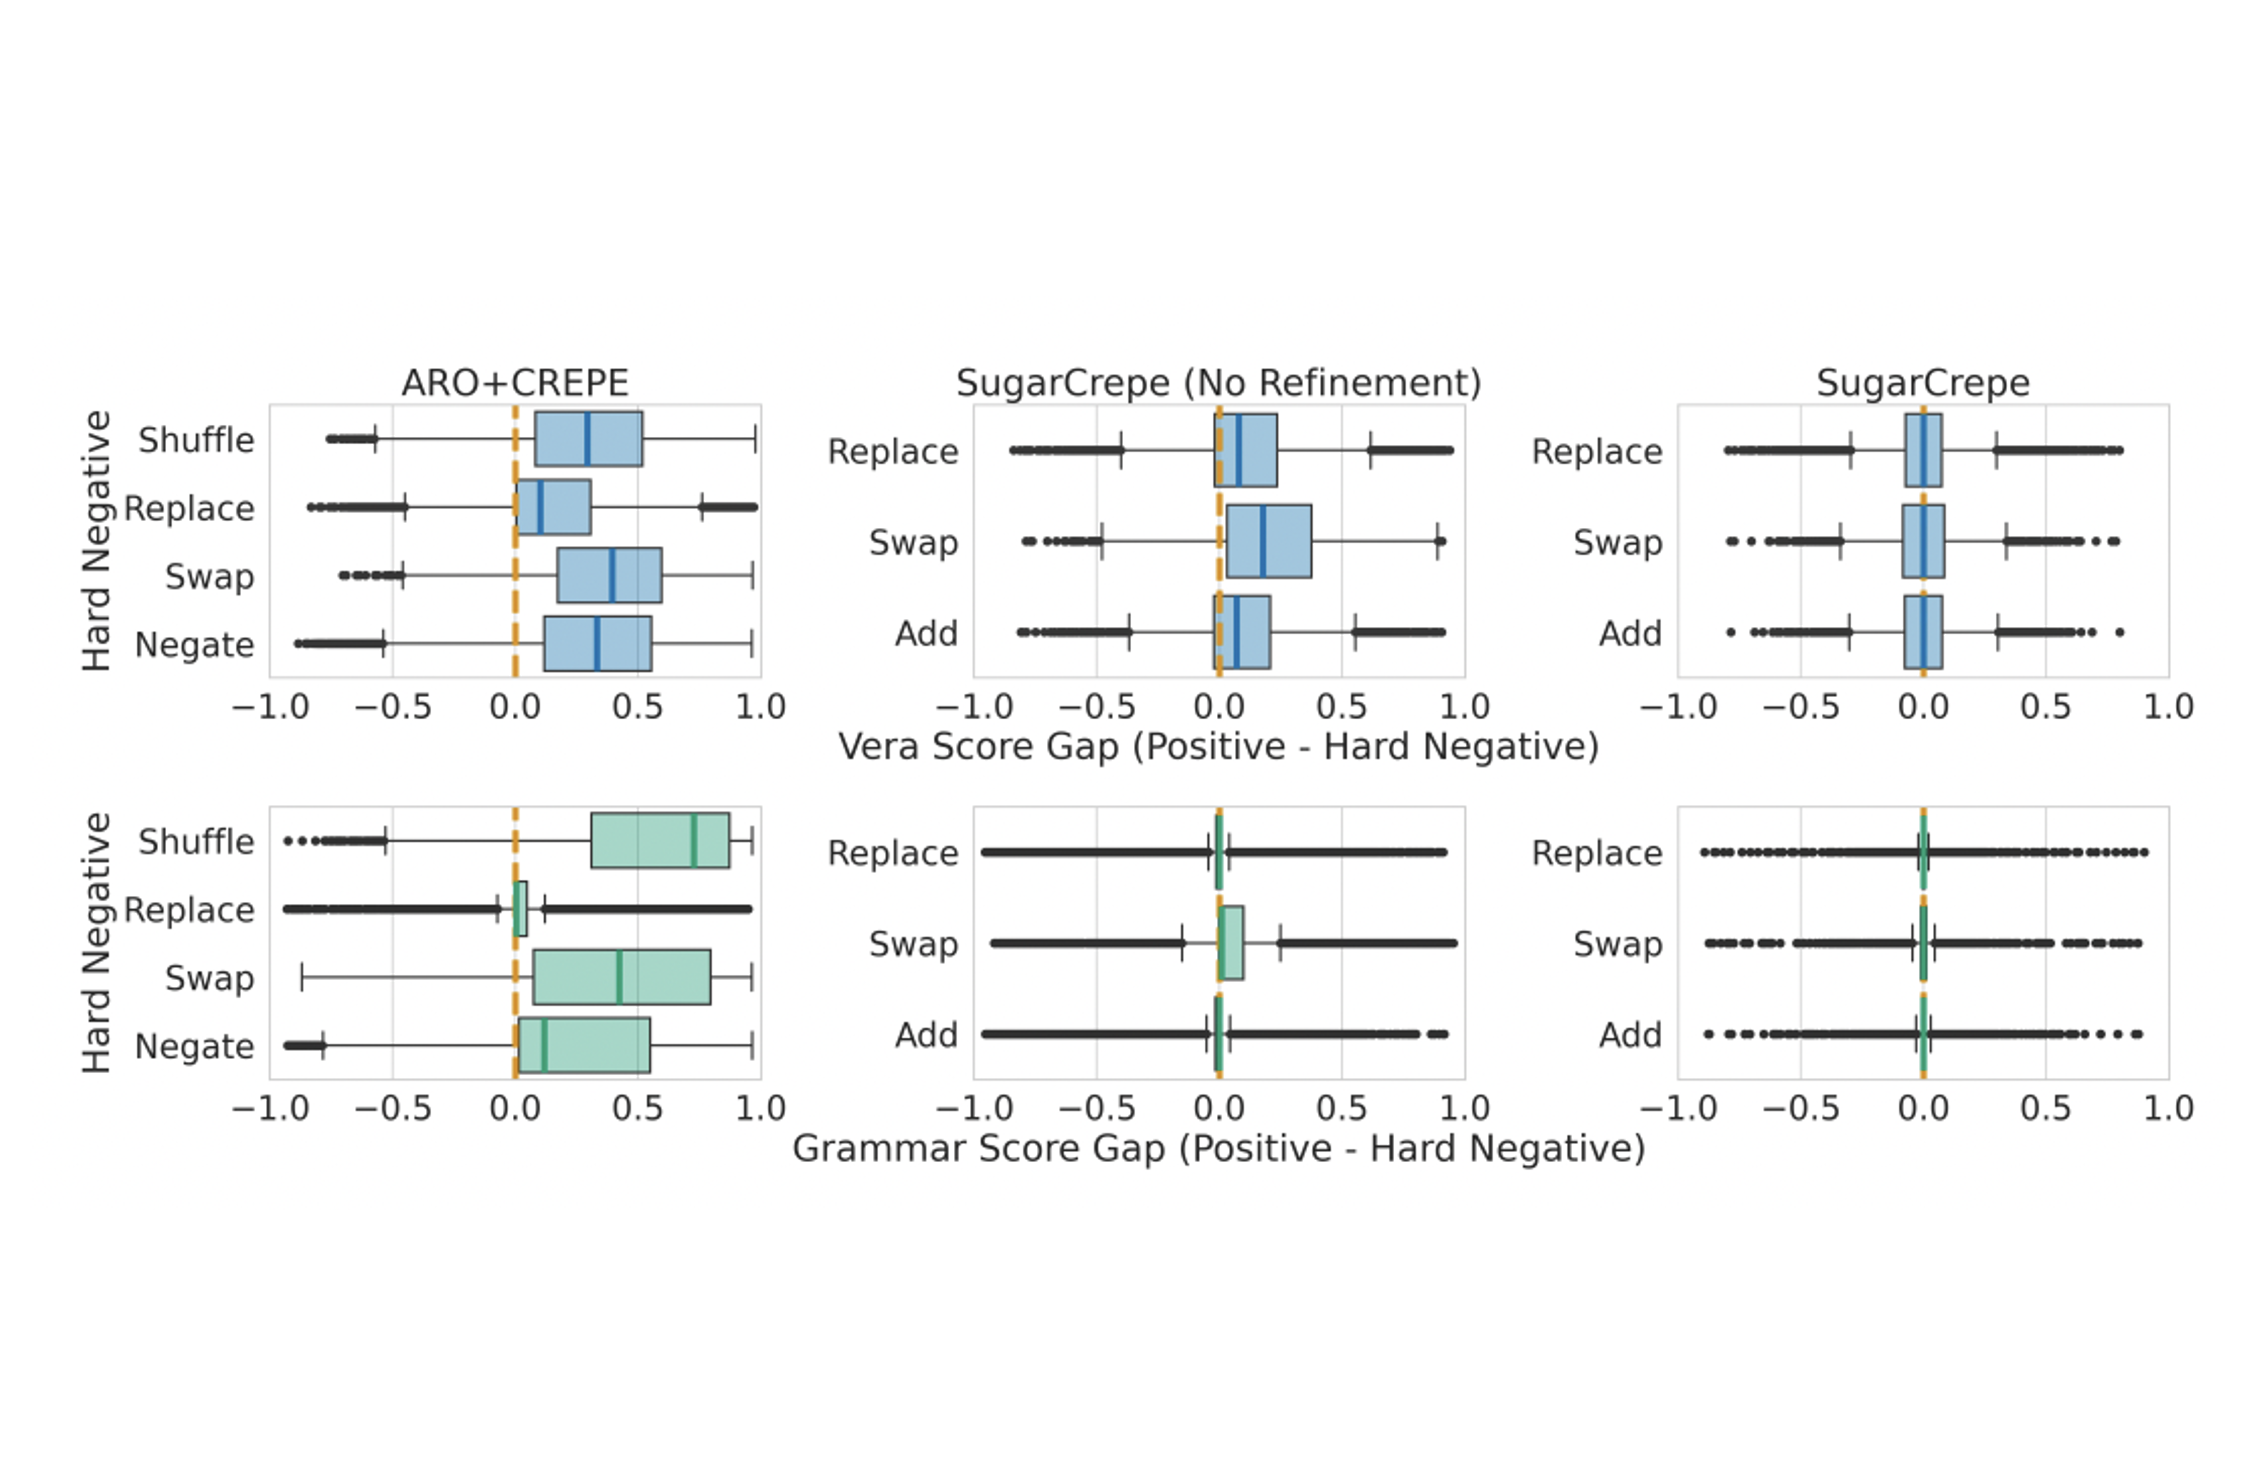 ARO+CREPE
Hard Negative
Shuffle
Replace
Swap
Negate
−1.0 −0.5 0.0 0.5 1.0
SugarCrepe (No Refinement)
Replace
Swap
Add
−1.0 −0.5 0.0 0.5 1.0
SugarCrepe
Replace
Swap
Add
−1.0 −0.5 0.0 0.5 1.0
Vera Score Gap (Positive - Hard Negative)
Hard Negative
Shuffle
Replace
Swap
Negate
−1.0 −0.5 0.0 0.5 1.0
Replace
Swap
Add
−1.0 −0.5 0.0 0.5 1.0
Replace
Swap
Add
−1.0 −0.5 0.0 0.5 1.0
Grammar Score Gap (Positive - Hard Negative)